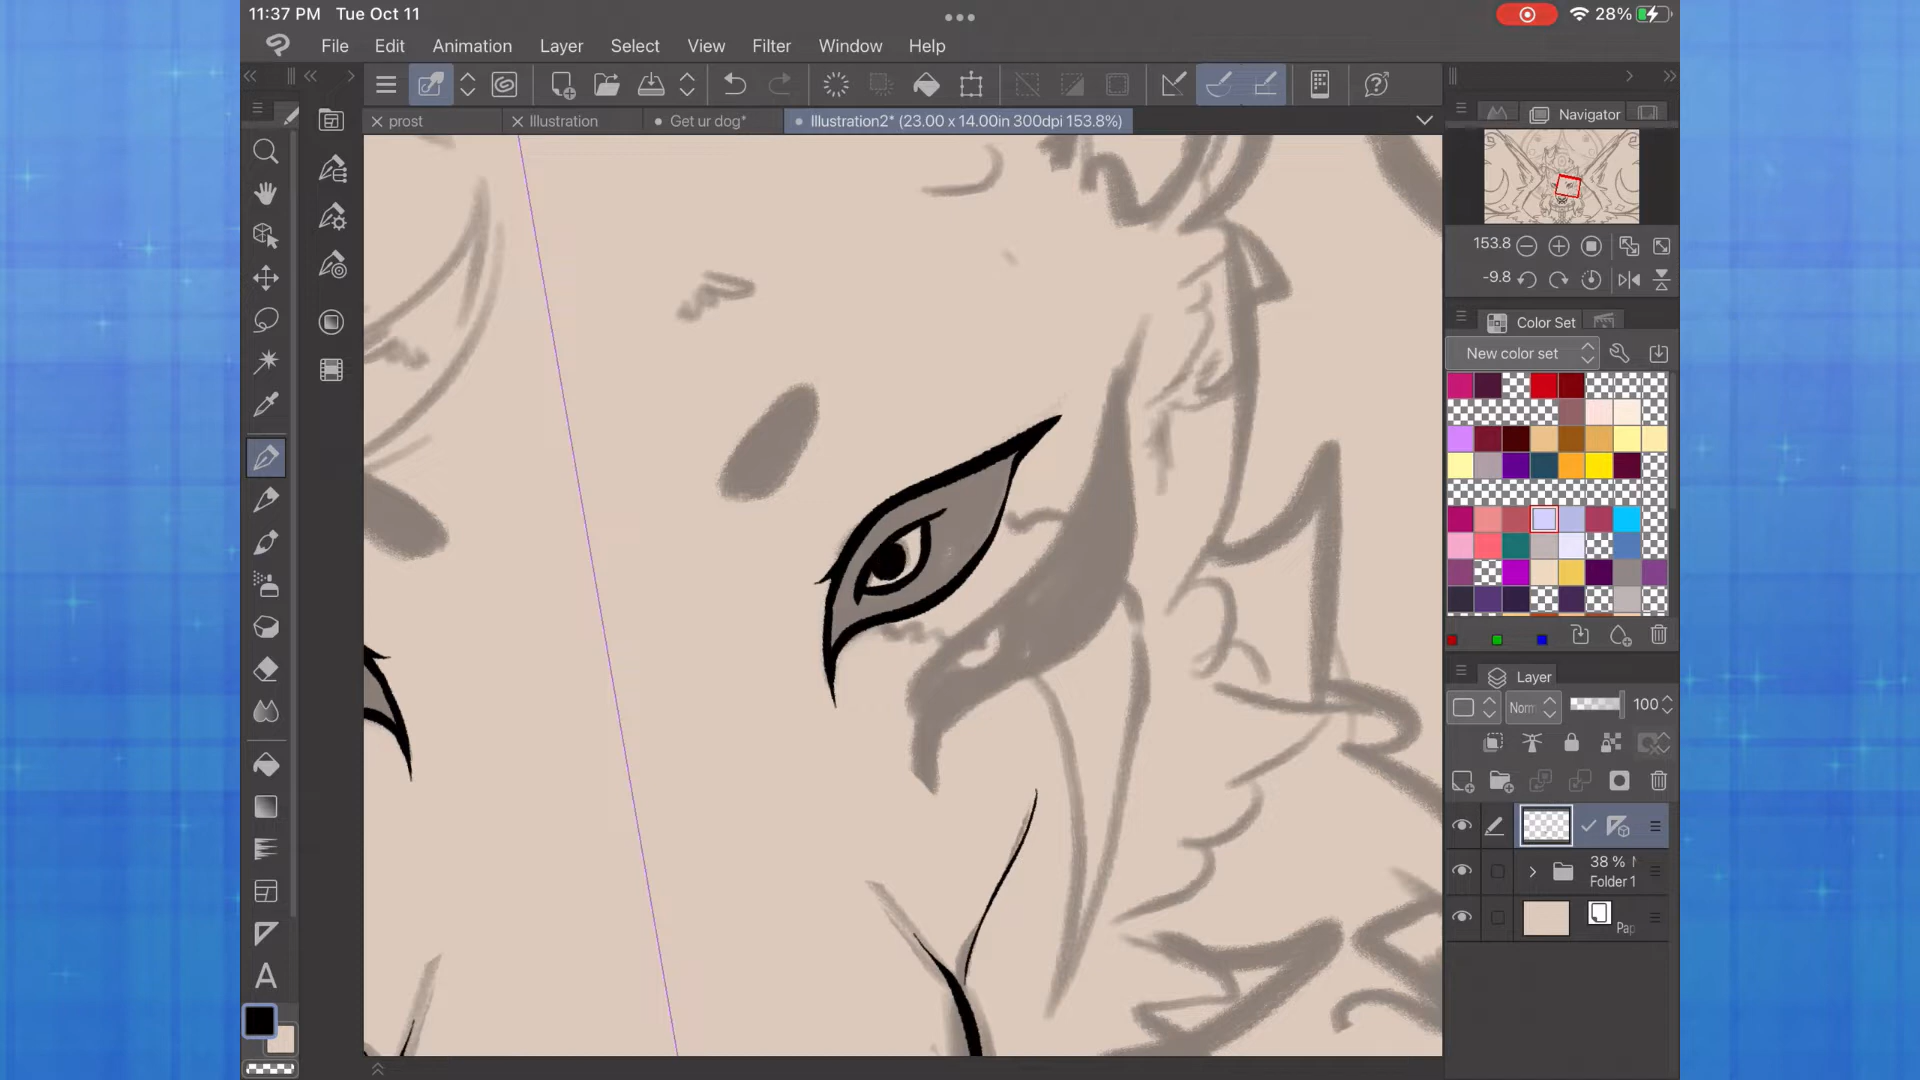 11:37 PM Tue Oct 11
28%
File Edit Animation Layer Select View Filter Window Help
prost
Illustration
Get ur dog*
Illustration2* (23.00 x 14.00in 300dpi 153.8%)
Navigator
153.8
-9.8
Color Set
New color set
Layer
Norm
100
38 %
Folder 1
Pap
A